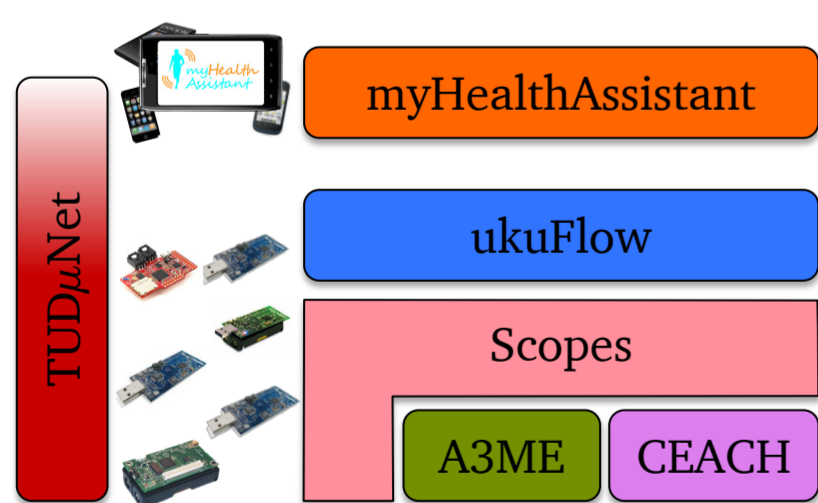 myHealth
Assistant
myHealthAssistant
TUDμNet
ukuFlow
Scopes
A3ME
CEACH